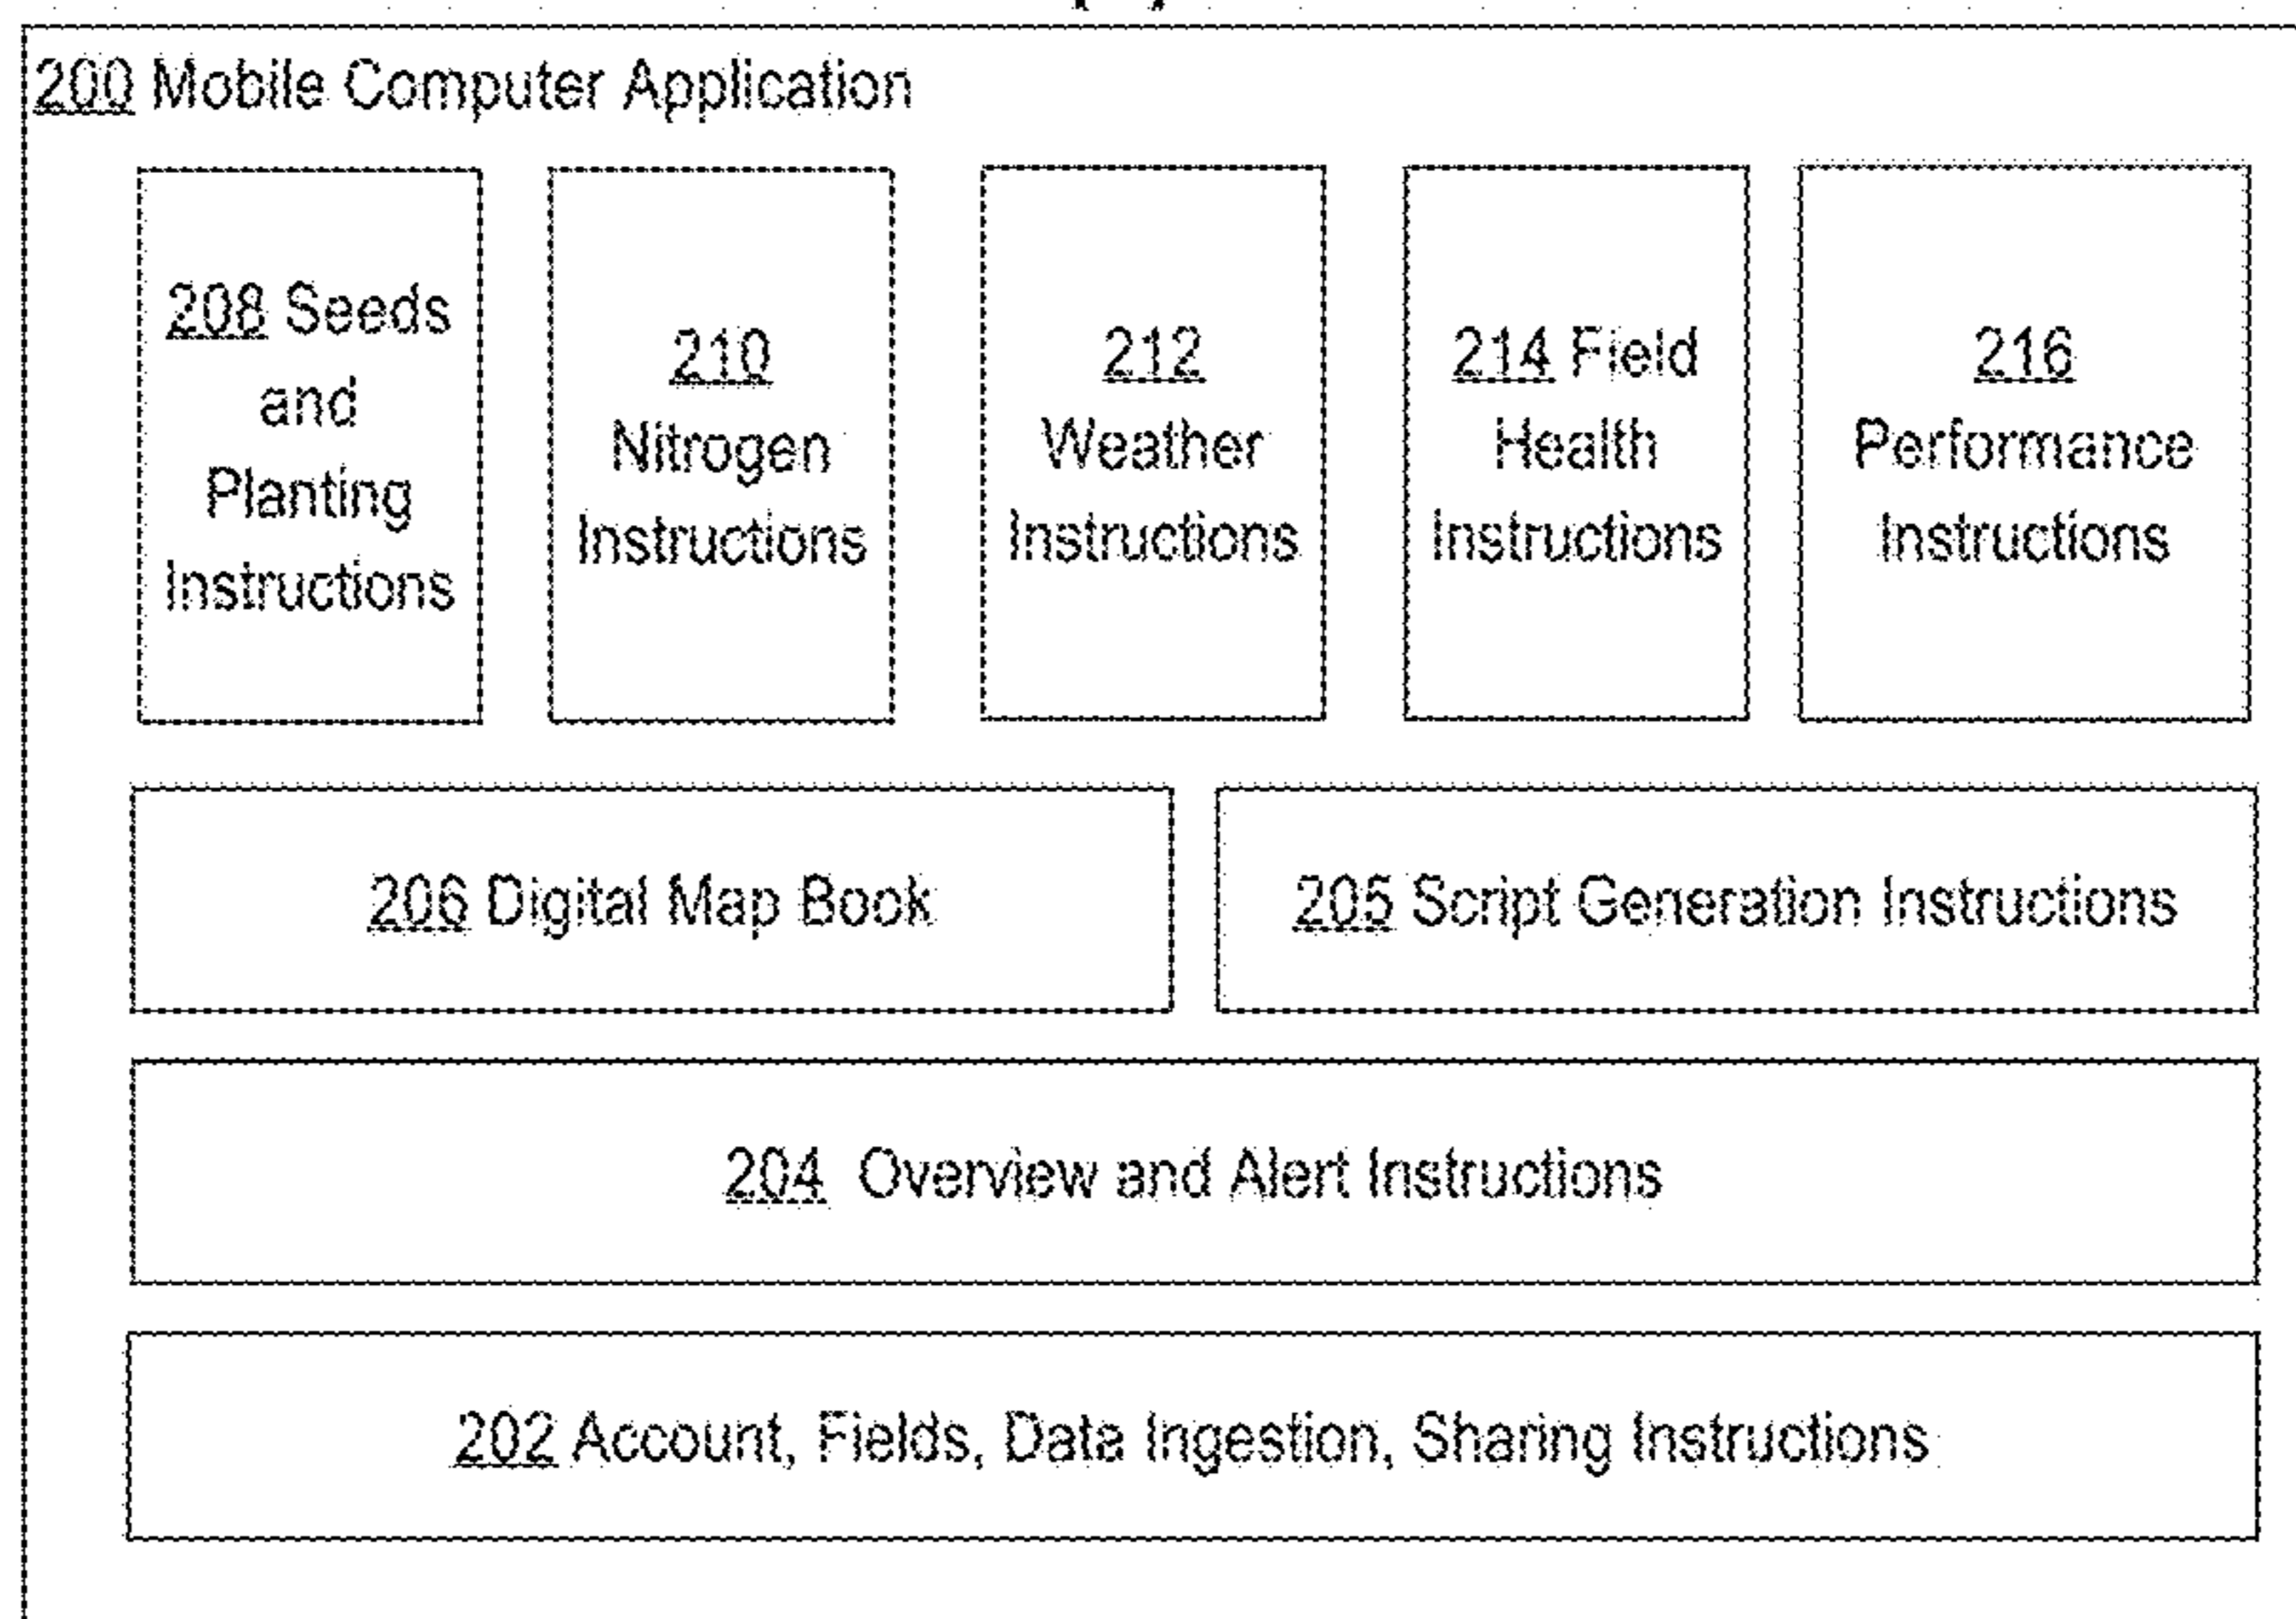 200 Mobile Computer Application
208 Seeds
and
Planting
Instructions
210
Nitrogen
Instructions
212
Weather
Instructions
214 Field
Health
Instructions
216
Performance
Instructions
206 Digital Map Book
205 Script Generation Instructions
204 Overview and Alert Instructions
202 Account, Fields, Data Ingestion, Sharing Instructions